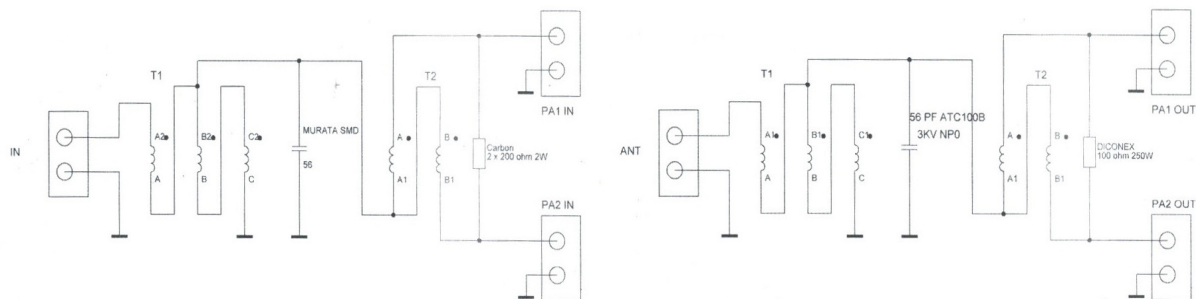 T1
T2
PA1 IN
IN
A2
B2
C2
MURATA SMD
56
A
B
C
A
B
A1
B1
Carbon
2 x 200 ohm 2W
PA2 IN
T1
T2
PA1 OUT
ANT
A1
B1
C1
56 PF ATC100B
3KV NP0
A
B
C
A
B
A1
B1
DICONEX
100 ohm 250W
PA2 OUT